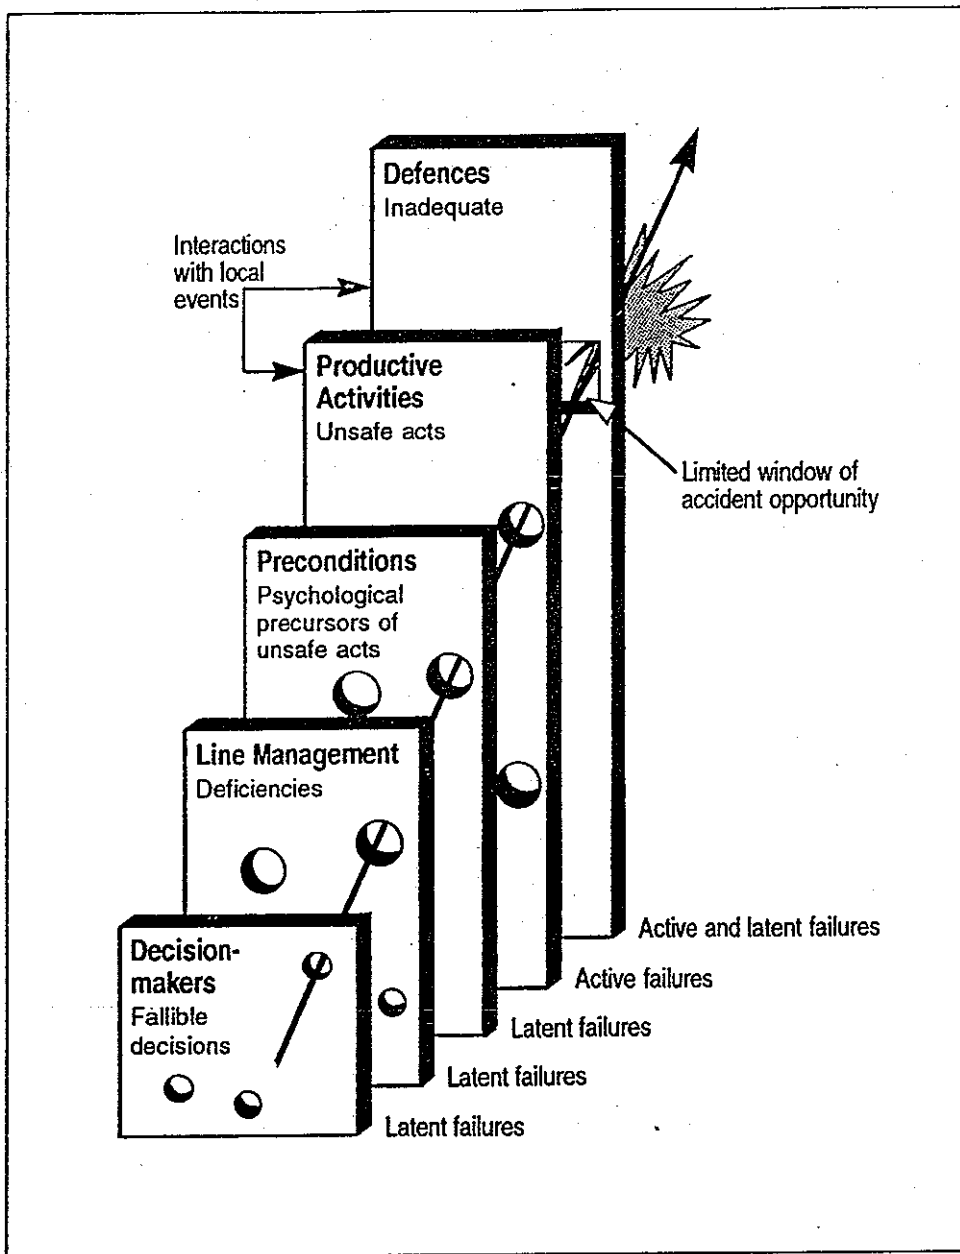 Defences
Inadequate
Interactions
with local
events
Productive
Activities
Unsafe acts
Limited window of
accident opportunity
Preconditions
Psychological
precursors of
unsafe acts
Line Management
Deficiencies
Decision-
makers
Fallible
decisions
Active and latent failures
Active failures
Latent failures
Latent failures
Latent failures